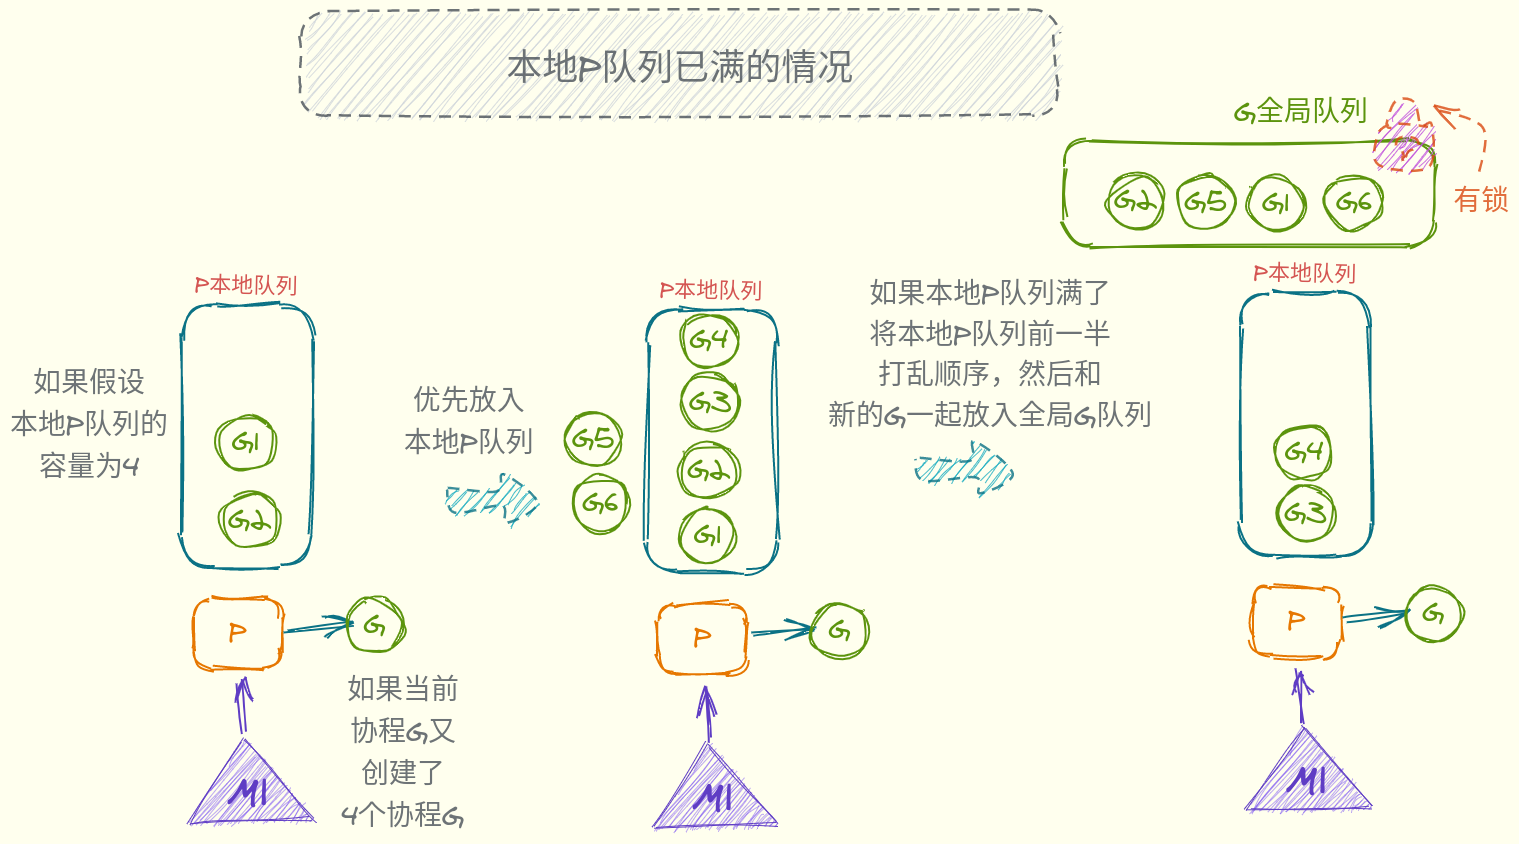 本地P队列已满的情况
G全局队列
G2 G5 G1 G6
有锁
P本地队列
如果假设
本地P队列的
容量为4
G1
G2
P
G
M1
如果当前
协程G又
创建了
4个协程G
优先放入
本地P队列
G5
G6
P本地队列
G4
G3
G2
G1
P
G
M1
如果本地P队列满了
将本地P队列前一半
打乱顺序，然后和
新的G一起放入全局G队列
P本地队列
G4
G3
P
G
M1